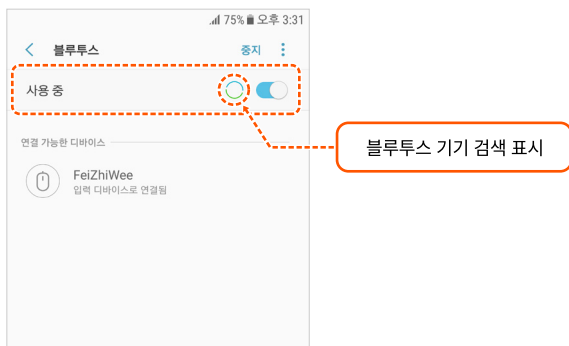 75% 오후 3:31
블루투스 중지
사용 중
블루투스 기기 검색 표시
연결 가능한 디바이스
FeiZhiWee
입력 디바이스로 연결됨